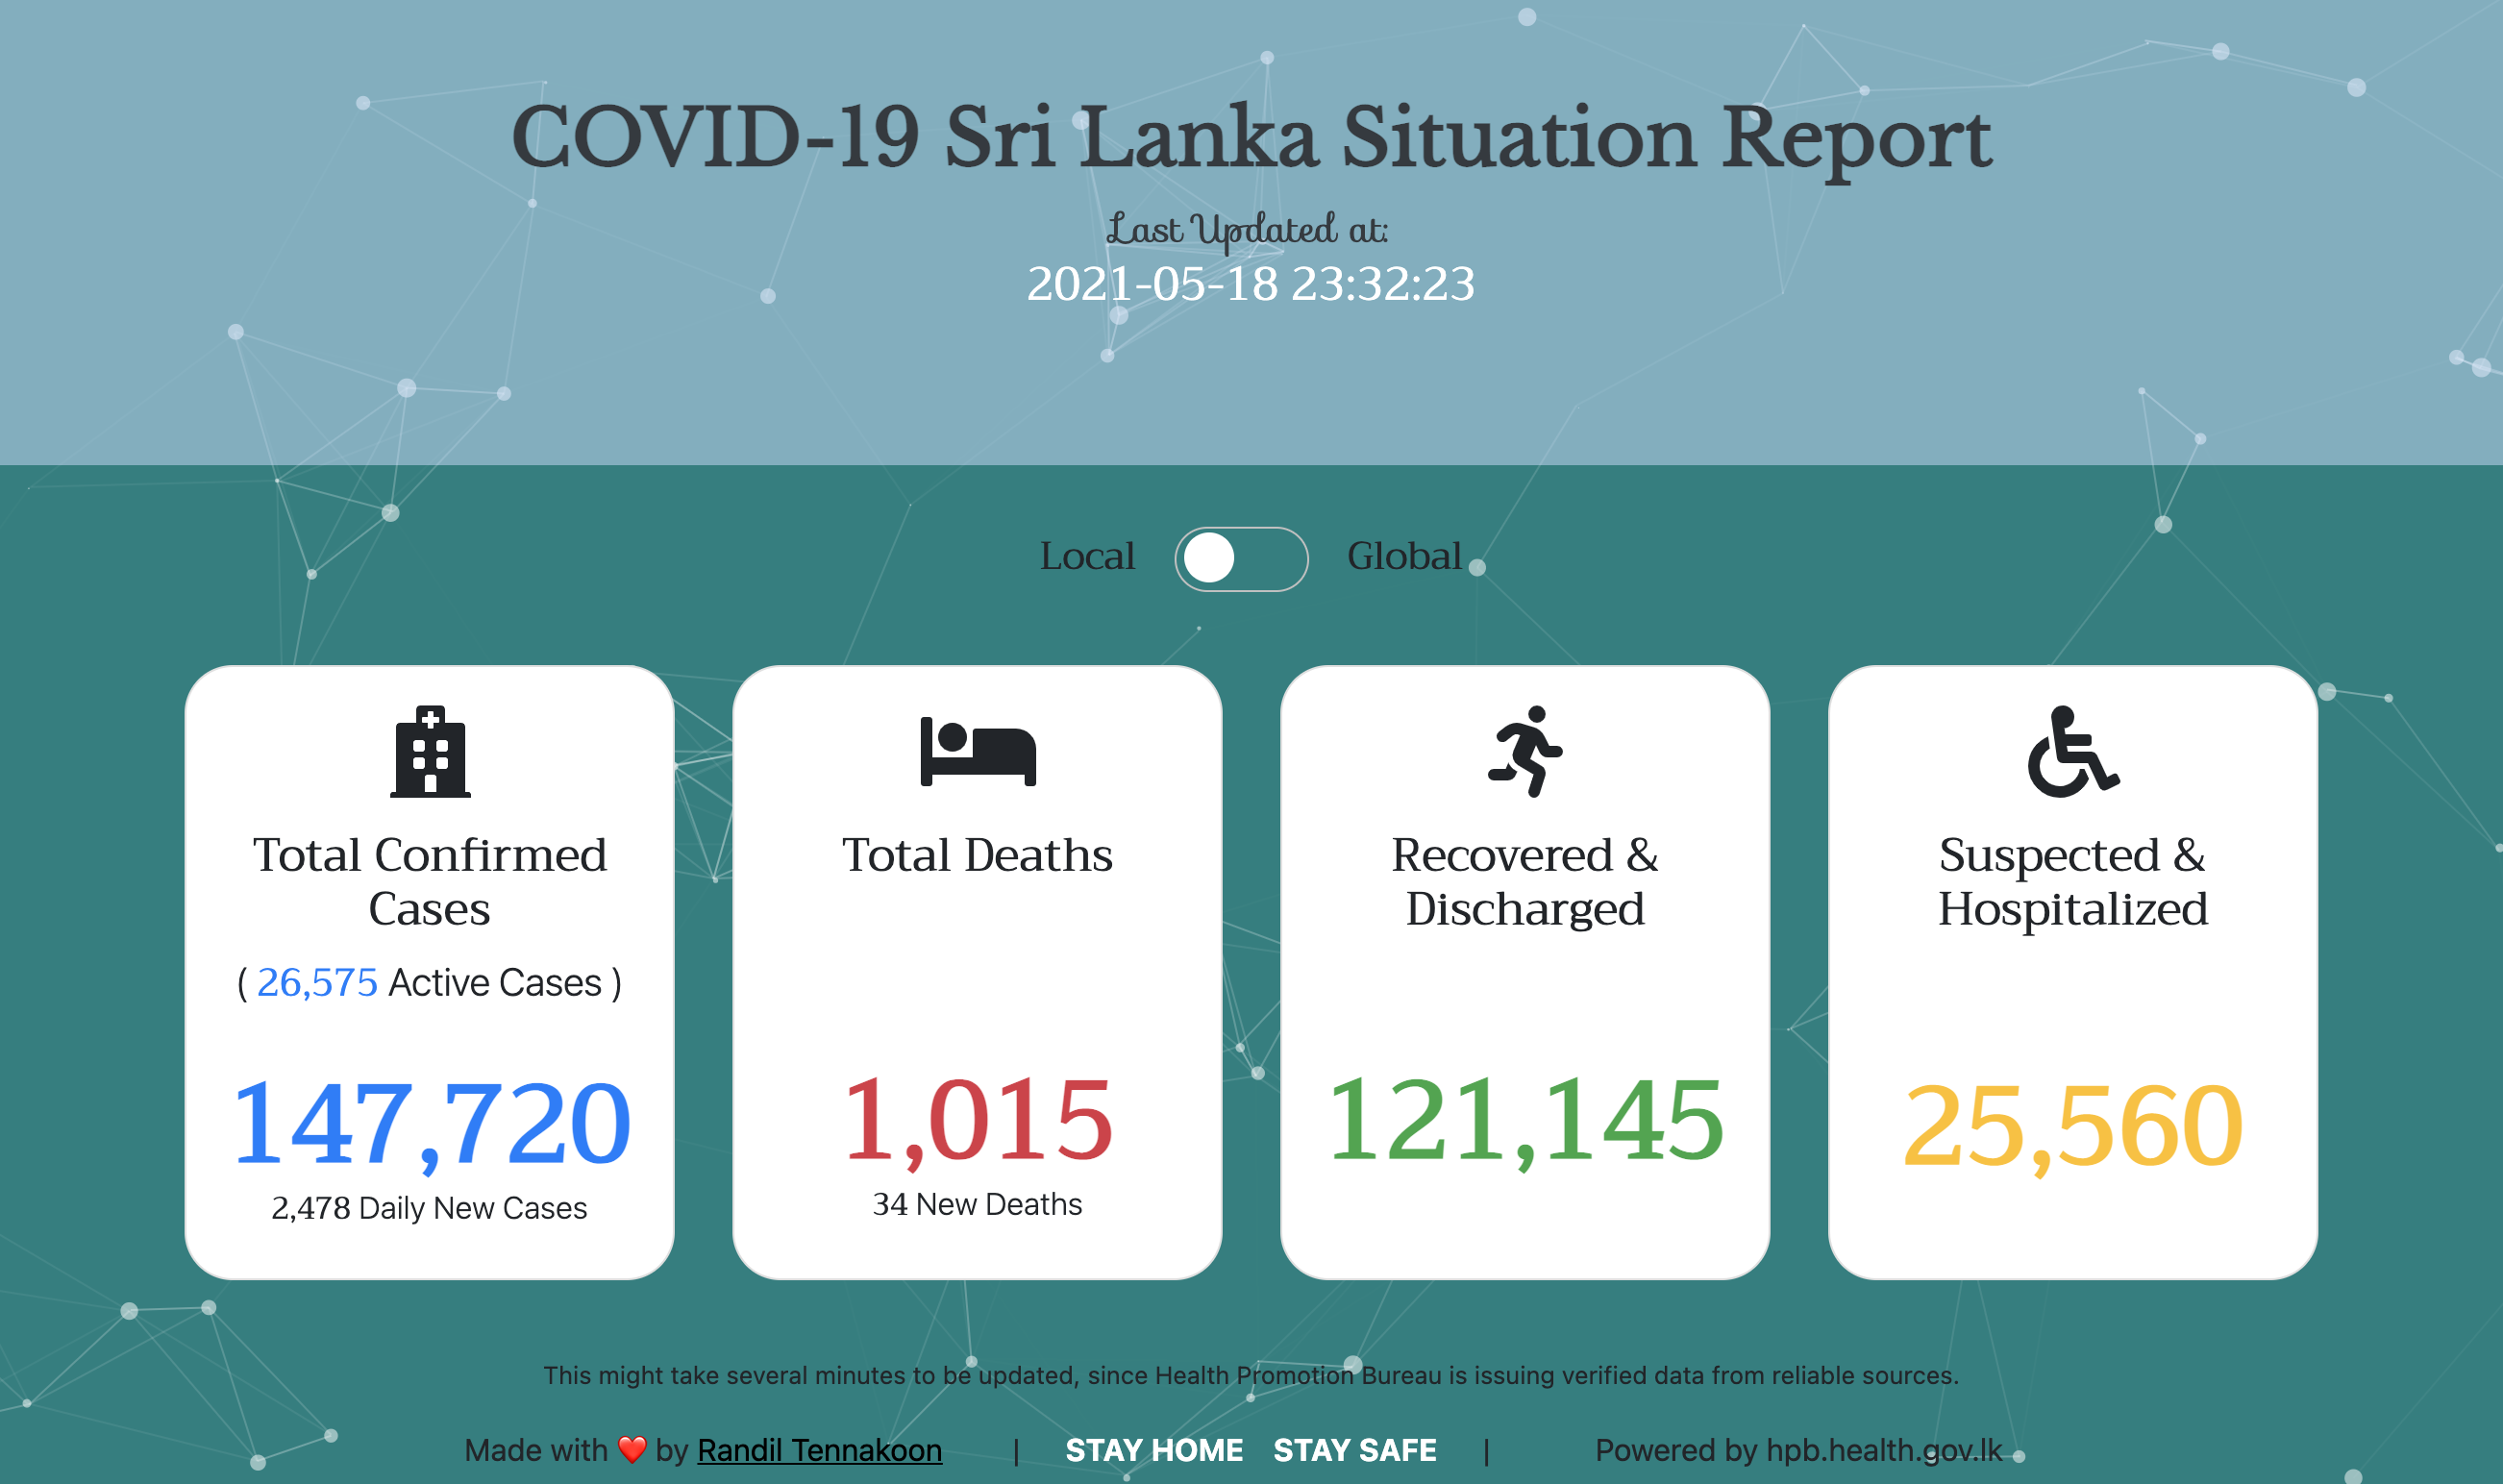 COVID-19 Sri Lanka Situation Report
Last Updated at:
2021-05-18 23:32:23
Local Global
Total Confirmed
Cases
( 26,575 Active Cases )
147,720
2,478 Daily New Cases
Total Deaths
1,015
34 New Deaths
Recovered &
Discharged
121,145
Suspected &
Hospitalized
25,560
This might take several minutes to be updated, since Health Promotion Bureau is issuing verified data from reliable sources.
Made with ❤️ by Randil Tennakoon | STAY HOME STAY SAFE | Powered by hpb.health.gov.lk